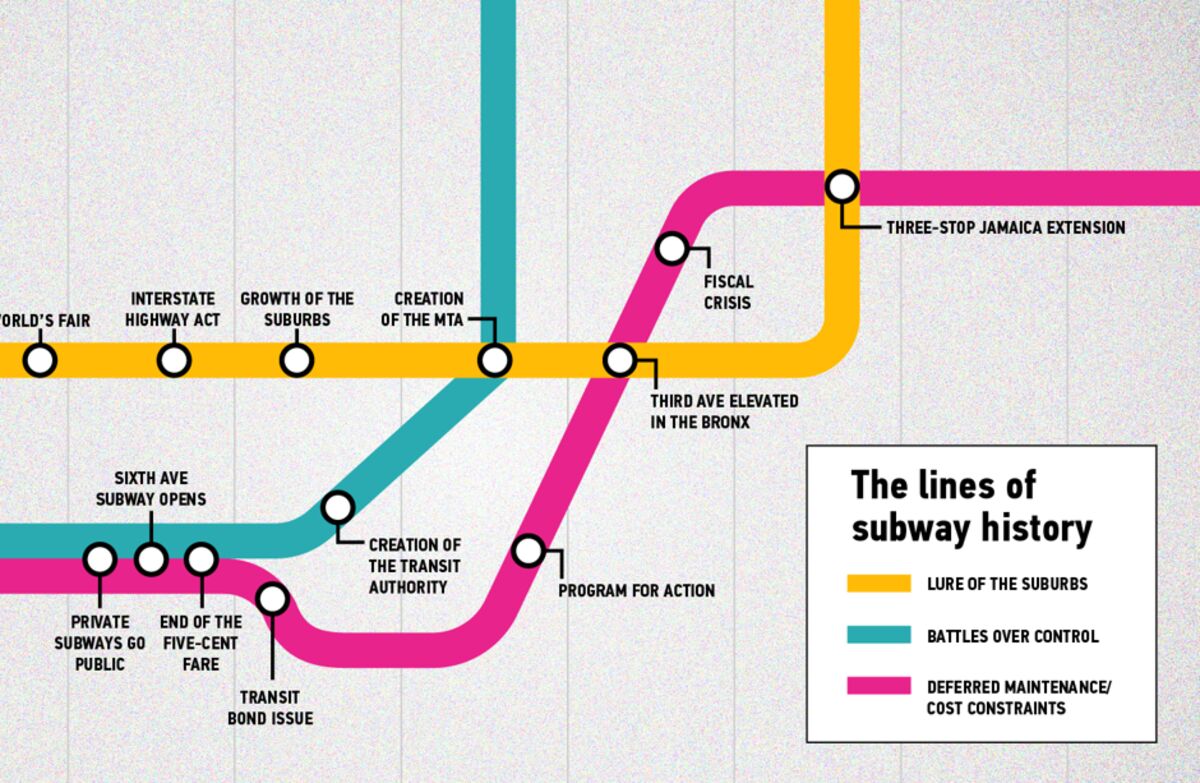 THREE-STOP JAMAICA EXTENSION
FISCAL
CRISIS
FAIR
INTERSTATE
HIGHWAY ACT
GROWTH OF THE
SUBURBS
CREATION
OF THE MTA
THIRD AVE ELEVATED
IN THE BRONX
SIXTH AVE
SUBWAY OPENS
CREATION OF
THE TRANSIT
AUTHORITY
PROGRAM FOR ACTION
PRIVATE
SUBWAYS GO
PUBLIC
END OF THE
FIVE-CENT
FARE
TRANSIT
BOND ISSUE
The lines of
subway history
LURE OF THE SUBURBS
BATTLES OVER CONTROL
DEFERRED MAINTENANCE/
COST CONSTRAINTS